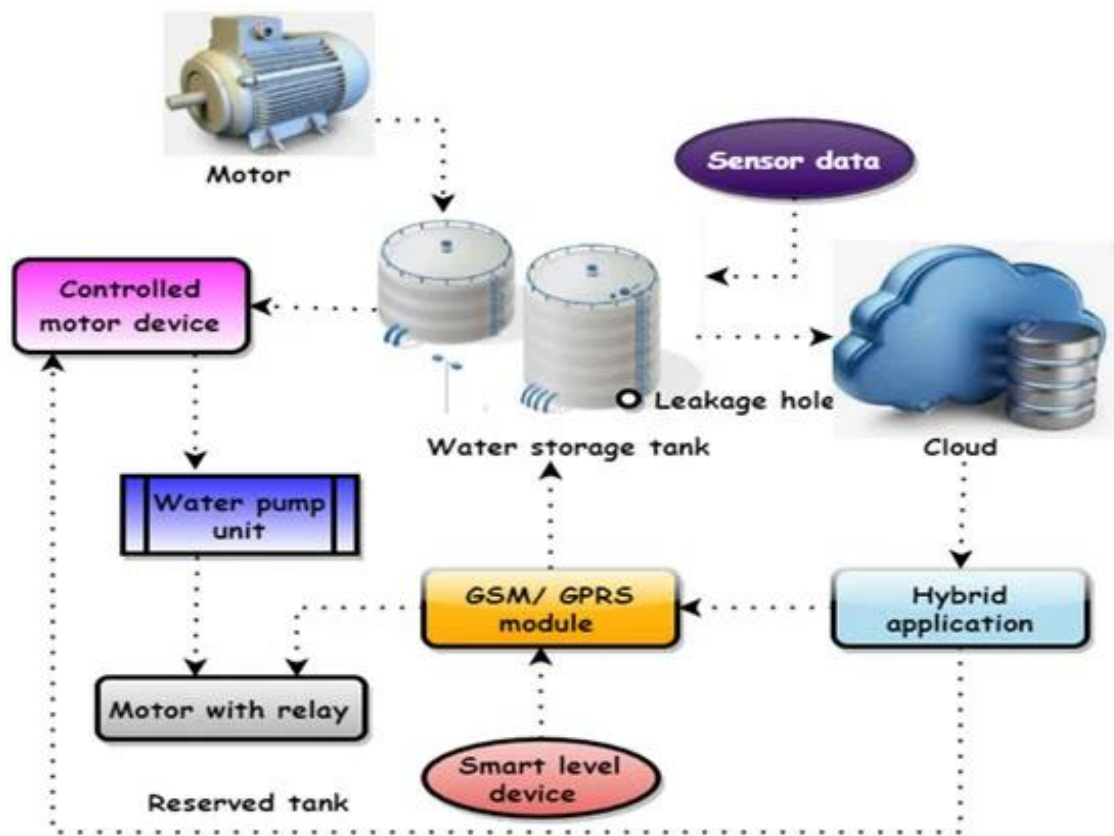 Motor
Sensor data
Controlled
motor device
Leakage hole
Water storage tank
Cloud
Water pump
unit
GSM/ GPRS
module
Hybrid
application
Motor with relay
Smart level
device
Reserved tank